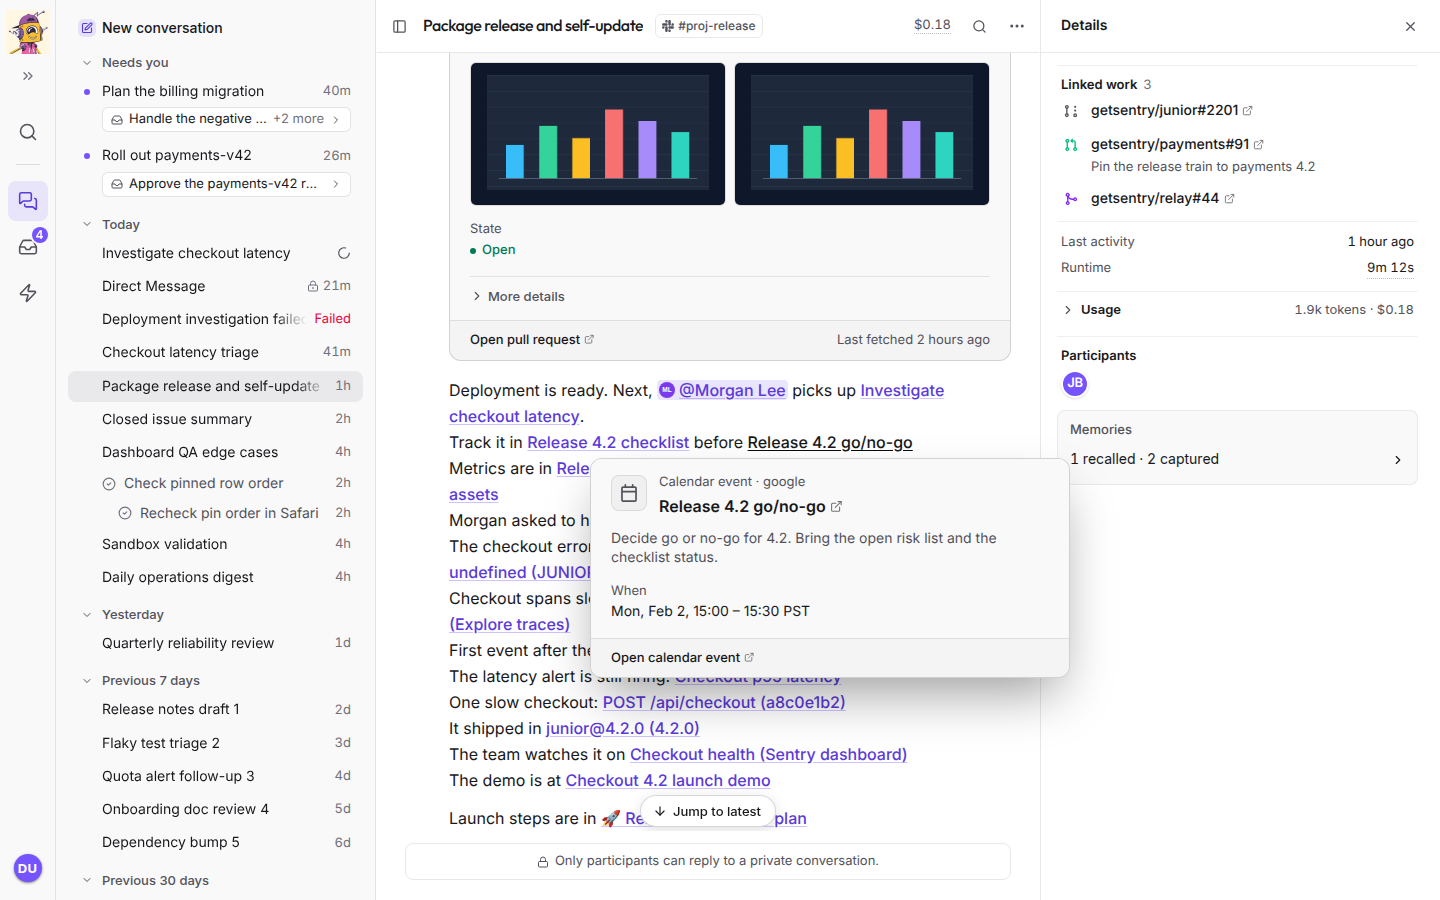 New conversation
Needs you
Plan the billing migration 40m
Handle the negative ... +2 more
Roll out payments-v42 26m
Approve the payments-v42 r...
Today
Investigate checkout latency
Direct Message 21m
Deployment investigation failed Failed
Checkout latency triage 41m
Package release and self-update 1h
Closed issue summary 2h
Dashboard QA edge cases 4h
Check pinned row order 2h
Recheck pin order in Safari 2h
Sandbox validation 4h
Daily operations digest 4h
Yesterday
Quarterly reliability review 1d
Previous 7 days
Release notes draft 1 2d
Flaky test triage 2 3d
Quota alert follow-up 3 4d
Onboarding doc review 4 5d
Dependency bump 5 6d
Previous 30 days
4
DU
Package release and self-update #proj-release $0.18
State
Open
More details
Open pull request Last fetched 2 hours ago
Deployment is ready. Next, ML @Morgan Lee picks up Investigate
checkout latency.
Track it in Release 4.2 checklist before Release 4.2 go/no-go
Metrics are in Rele
assets
Morgan asked to h
The checkout error
undefined (JUNIOR
Checkout spans slo
(Explore traces)
First event after the
The latency alert is still firing: Checkout p95 latency
One slow checkout: POST /api/checkout (a8c0e1b2)
It shipped in junior@4.2.0 (4.2.0)
The team watches it on Checkout health (Sentry dashboard)
The demo is at Checkout 4.2 launch demo
Launch steps are in 🚀 Re plan
Jump to latest
Only participants can reply to a private conversation.
Calendar event · google
Release 4.2 go/no-go
Decide go or no-go for 4.2. Bring the open risk list and the
checklist status.
When
Mon, Feb 2, 15:00 – 15:30 PST
Open calendar event
Details
Linked work 3
getsentry/junior#2201
getsentry/payments#91
Pin the release train to payments 4.2
getsentry/relay#44
Last activity 1 hour ago
Runtime 9m 12s
Usage 1.9k tokens · $0.18
Participants
JB
Memories
1 recalled · 2 captured